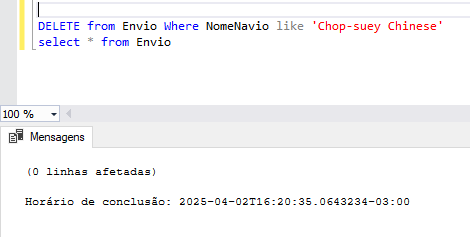 DELETE from Envio Where NomeNavio like 'Chop-suey Chinese'
select * from Envio
100 %
Mensagens
(0 linhas afetadas)
Horário de conclusão: 2025-04-02T16:20:35.0643234-03:00